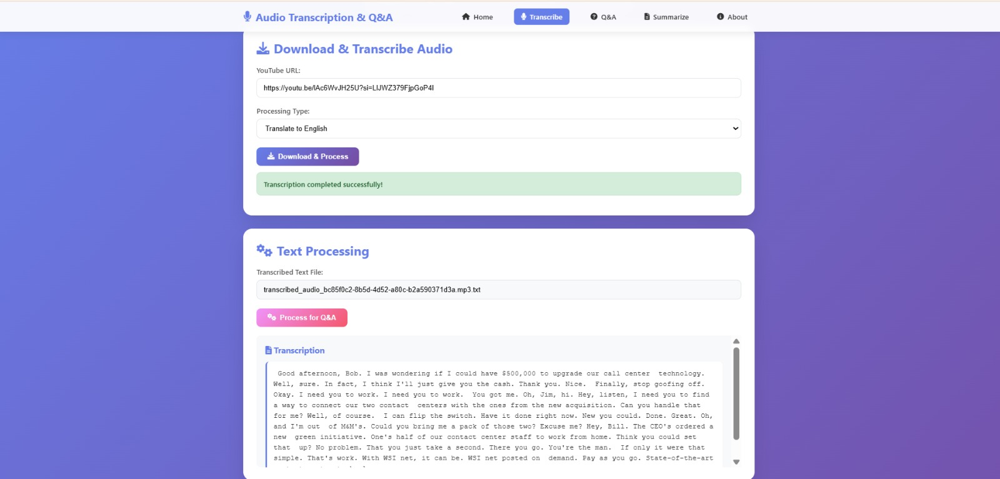 Audio Transcription & Q&A
Home
Transcribe
Q&A
Summarize
About
Download & Transcribe Audio
YouTube URL:
https://youtu.be/lAc6WvJH25U?si=LIJWZ379FjpGoP4I
Processing Type:
Translate to English
Download & Process
Transcription completed successfully!
Text Processing
Transcribed Text File:
transcribed_audio_bc85f0c2-8b5d-4d52-a80c-b2a590371d3a.mp3.txt
Process for Q&A
Transcription
Good afternoon, Bob. I was wondering if I could have $500,000 to upgrade our call center  technology.
Well, sure. In fact, I think I'll just give you the cash. Thank you. Nice.  Finally, stop goofing off.
Okay. I need you to work. I need you to work.  You got me. Oh, Jim, hi. Hey, listen, I need you to find
a way to connect our two contact  centers with the ones from the new acquisition. Can you handle that
for me? Well, of course.  I can flip the switch. Have it done right now. New you could. Done. Great. Oh,
and I'm out  of M&M's. Could you bring me a pack of those two? Excuse me? Hey, Bill. The CEO's ordered a
new  green initiative. One's half of our contact center staff to work from home. Think you could set
that  up? No problem. That you just take a second. There you go. You're the man.  If only it were that
simple. That's work. With WSI net, it can be. WSI net posted on  demand. Pay as you go. State-of-the-art